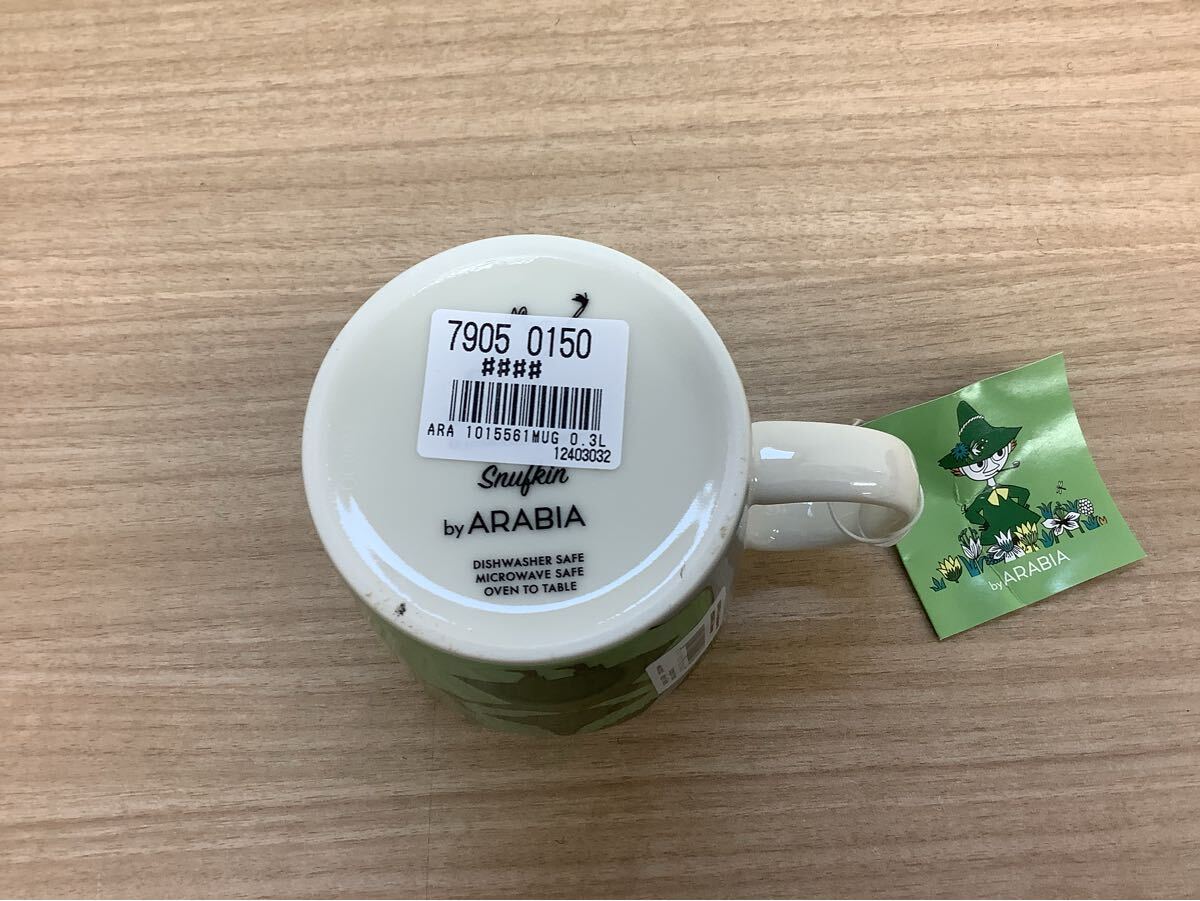 7905 0150
####
ARA 1015561MUG 0.3L
12403032
Snufkin
by ARABIA
DISHWASHER SAFE
MICROWAVE SAFE
OVEN TO TABLE
by ARABIA